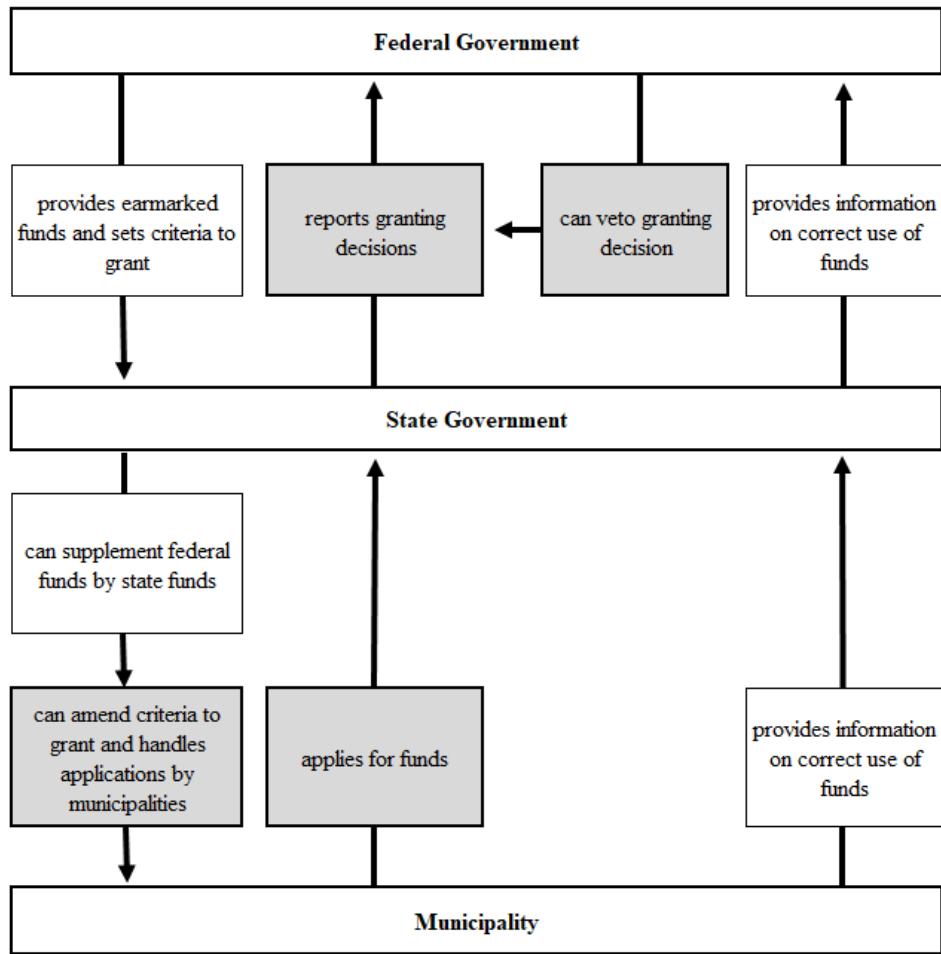 Federal Government
provides earmarked
funds and sets criteria to
grant
reports granting
decisions
can veto granting
decision
provides information
on correct use of
funds
State Government
can supplement federal
funds by state funds
can amend criteria to
grant and handles
applications by
municipalities
applies for funds
provides information
on correct use of
funds
Municipality